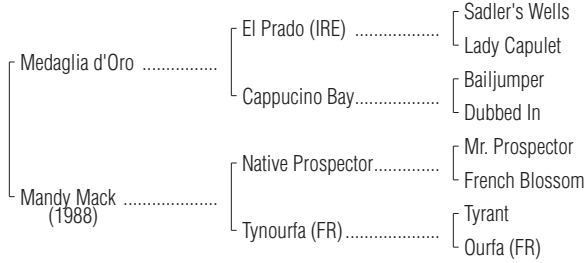 Sadler's Wells
El Prado (IRE) ..................
Lady Capulet
Medaglia d'Oro ................
Bailjumper
Cappucino Bay..................
Dubbed In
Mr. Prospector
Native Prospector..............
French Blossom
Mandy Mack ....................
(1988)
Tyrant
Tynourfa (FR)....................
Ourfa (FR)